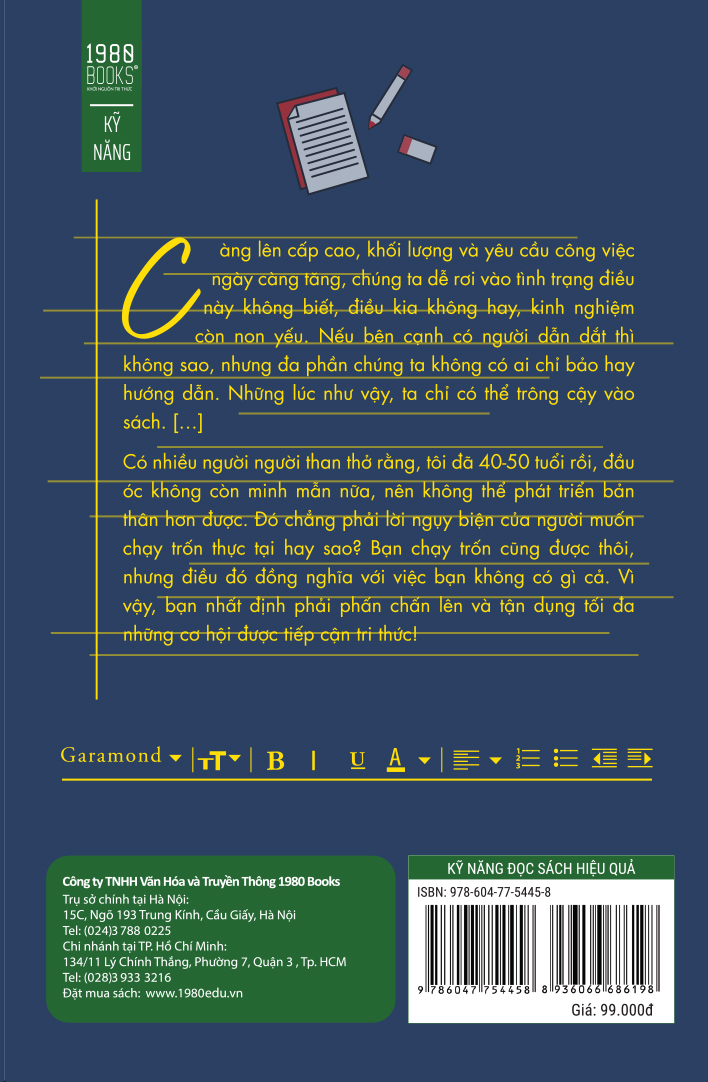 1980
BOOKS®
KHƠI NGUỒN TRI THỨC
KỸ
NĂNG
Càng lên cấp cao, khối lượng và yêu cầu công việc
ngày càng tăng, chúng ta dễ rơi vào tình trạng điều
này không biết, điều kia không hay, kinh nghiệm
còn non yếu. Nếu bên cạnh có người dẫn dắt thì
không sao, nhưng đa phần chúng ta không có ai chỉ bảo hay
hướng dẫn. Những lúc như vậy, ta chỉ có thể trông cậy vào
sách. [...]
Có nhiều người người than thở rằng, tôi đã 40-50 tuổi rồi, đầu
óc không còn minh mẫn nữa, nên không thể phát triển bản
thân hơn được. Đó chẳng phải lời ngụy biện của người muốn
chạy trốn thực tại hay sao? Bạn chạy trốn cũng được thôi,
nhưng điều đó đồng nghĩa với việc bạn không có gì cả. Vì
vậy, bạn nhất định phải phấn chấn lên và tận dụng tối đa
những cơ hội được tiếp cận tri thức!
Garamond | TT | B I U A | 1 2 3
Công ty TNHH Văn Hóa và Truyền Thông 1980 Books
Trụ sở chính tại Hà Nội:
15C, Ngõ 193 Trung Kính, Cầu Giấy, Hà Nội
Tel: (024)3 788 0225
Chi nhánh tại TP. Hồ Chí Minh:
134/11 Lý Chính Thắng, Phường 7, Quận 3 , Tp. HCM
Tel: (028)3 933 3216
Đặt mua sách: www.1980edu.vn
KỸ NĂNG ĐỌC SÁCH HIỆU QUẢ
ISBN: 978-604-77-5445-8
9 786047 754458 8 936066 686198
Giá: 99.000đ